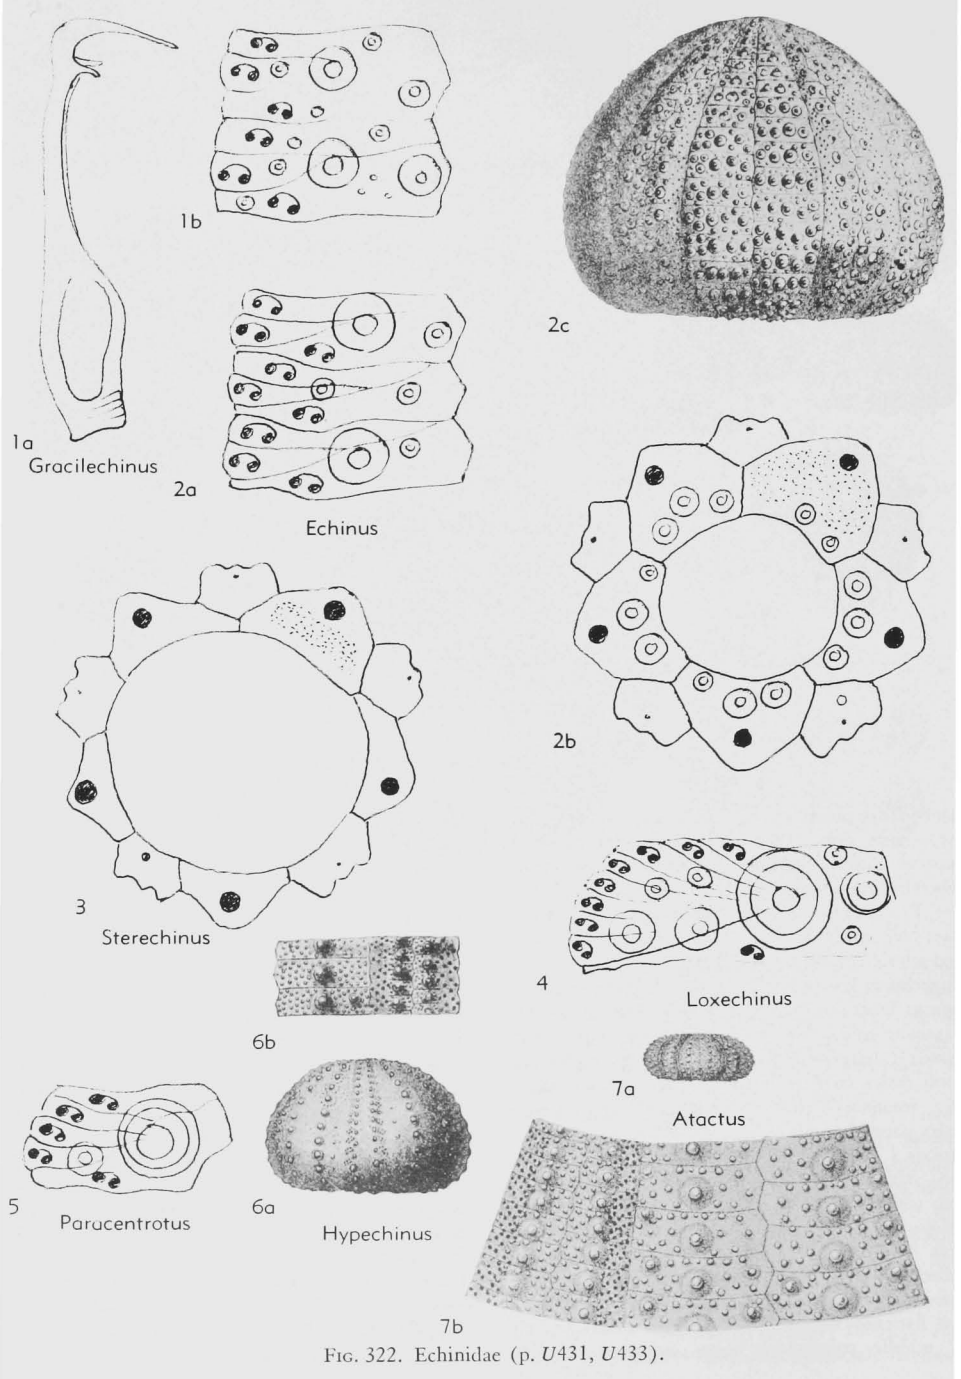 1a
Gracilechinus
1b
2a
Echinus
2c
2b
3
Sterechinus
4
Loxechinus
6b
7a
Atactus
5
Paracentrotus
6a
Hypechinus
7b
FIG. 322. Echinidae (p. U431, U433).